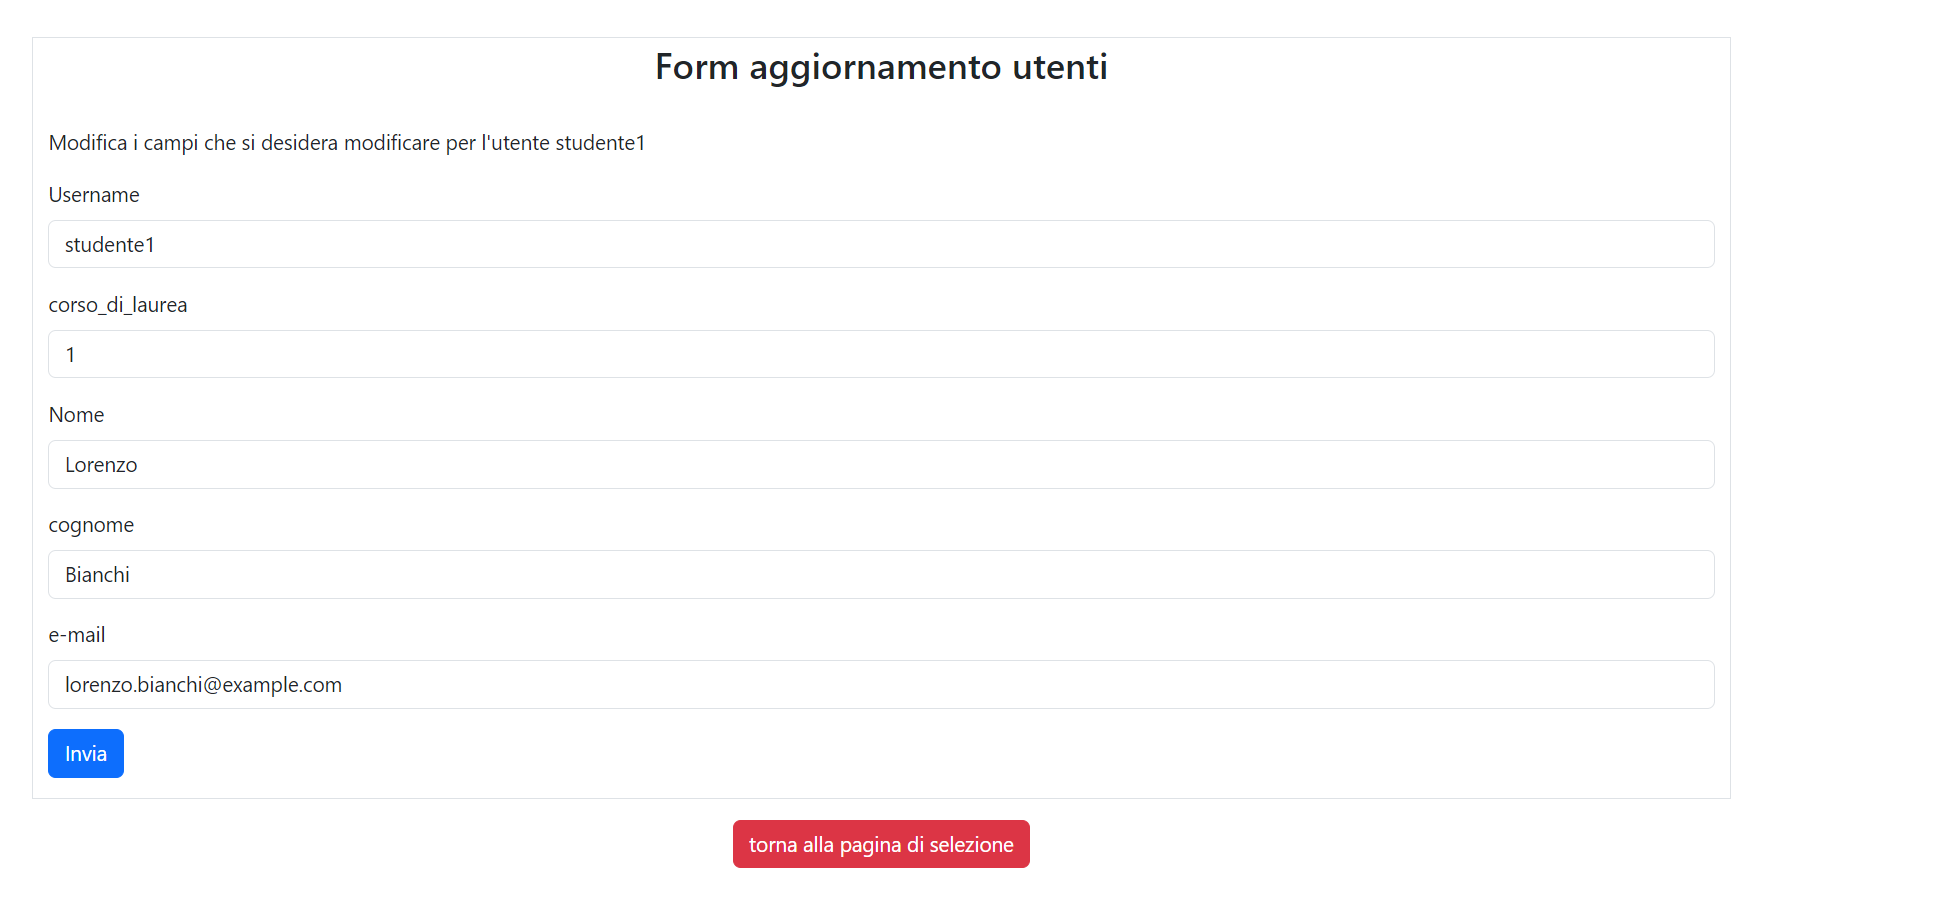 Form aggiornamento utenti
Modifica i campi che si desidera modificare per l'utente studente1
Username
studente1
corso_di_laurea
1
Nome
Lorenzo
cognome
Bianchi
e-mail
lorenzo.bianchi@example.com
Invia
torna alla pagina di selezione